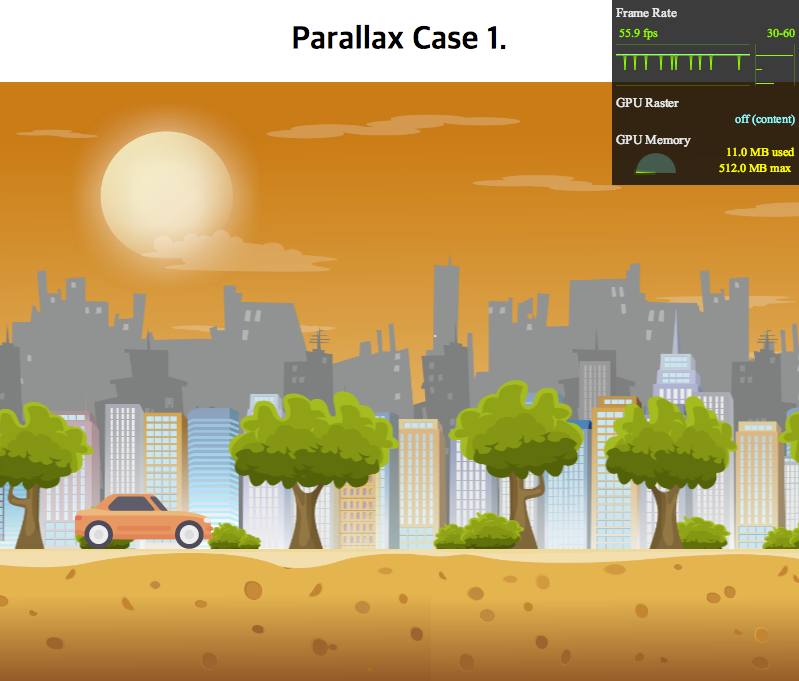 Parallax Case 1.
Frame Rate
55.9 fps 30-60
GPU Raster
off (content)
GPU Memory
11.0 MB used
512.0 MB max